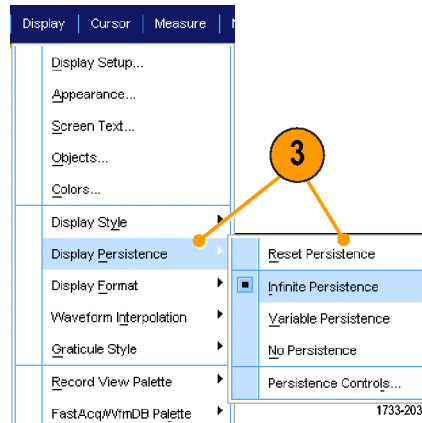 Display Cursor Measure
Display Setup...
Appearance...
Screen Text...
Objects...
Colors...
3
Display Style
Display Persistence
Reset Persistence
Display Format
Infinite Persistence
Waveform Interpolation
Variable Persistence
Graticule Style
No Persistence
Record View Palette
Persistence Controls...
FastAcq/WfmDB Palette
1733-203